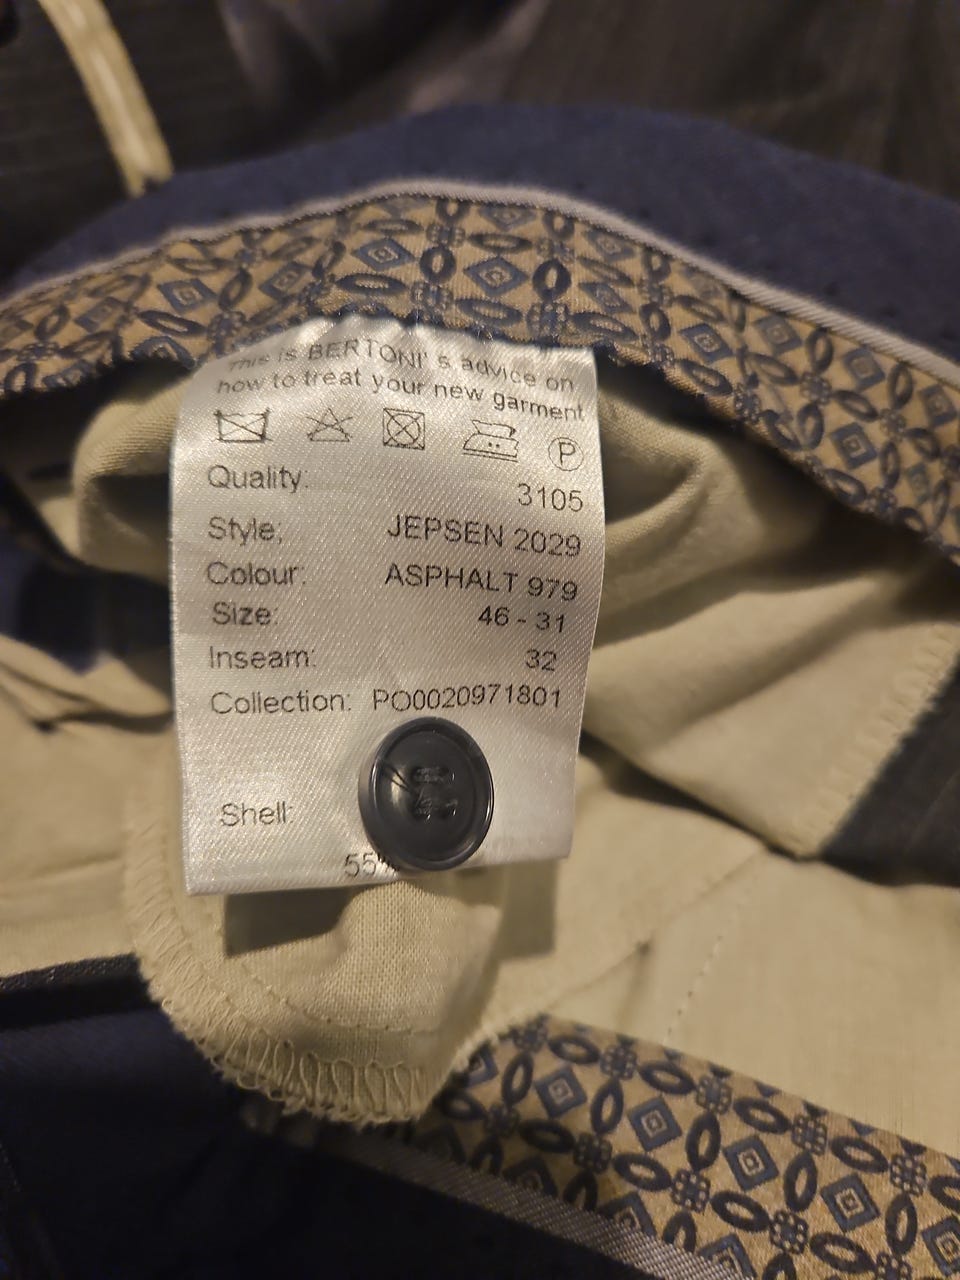 This is BERTONI' s advice on
how to treat your new garment
P
Quality: 3105
Style; JEPSEN 2029
Colour: ASPHALT 979
Size: 46 - 31
Inseam: 32
Collection: PO0020971801
Shell:
55%